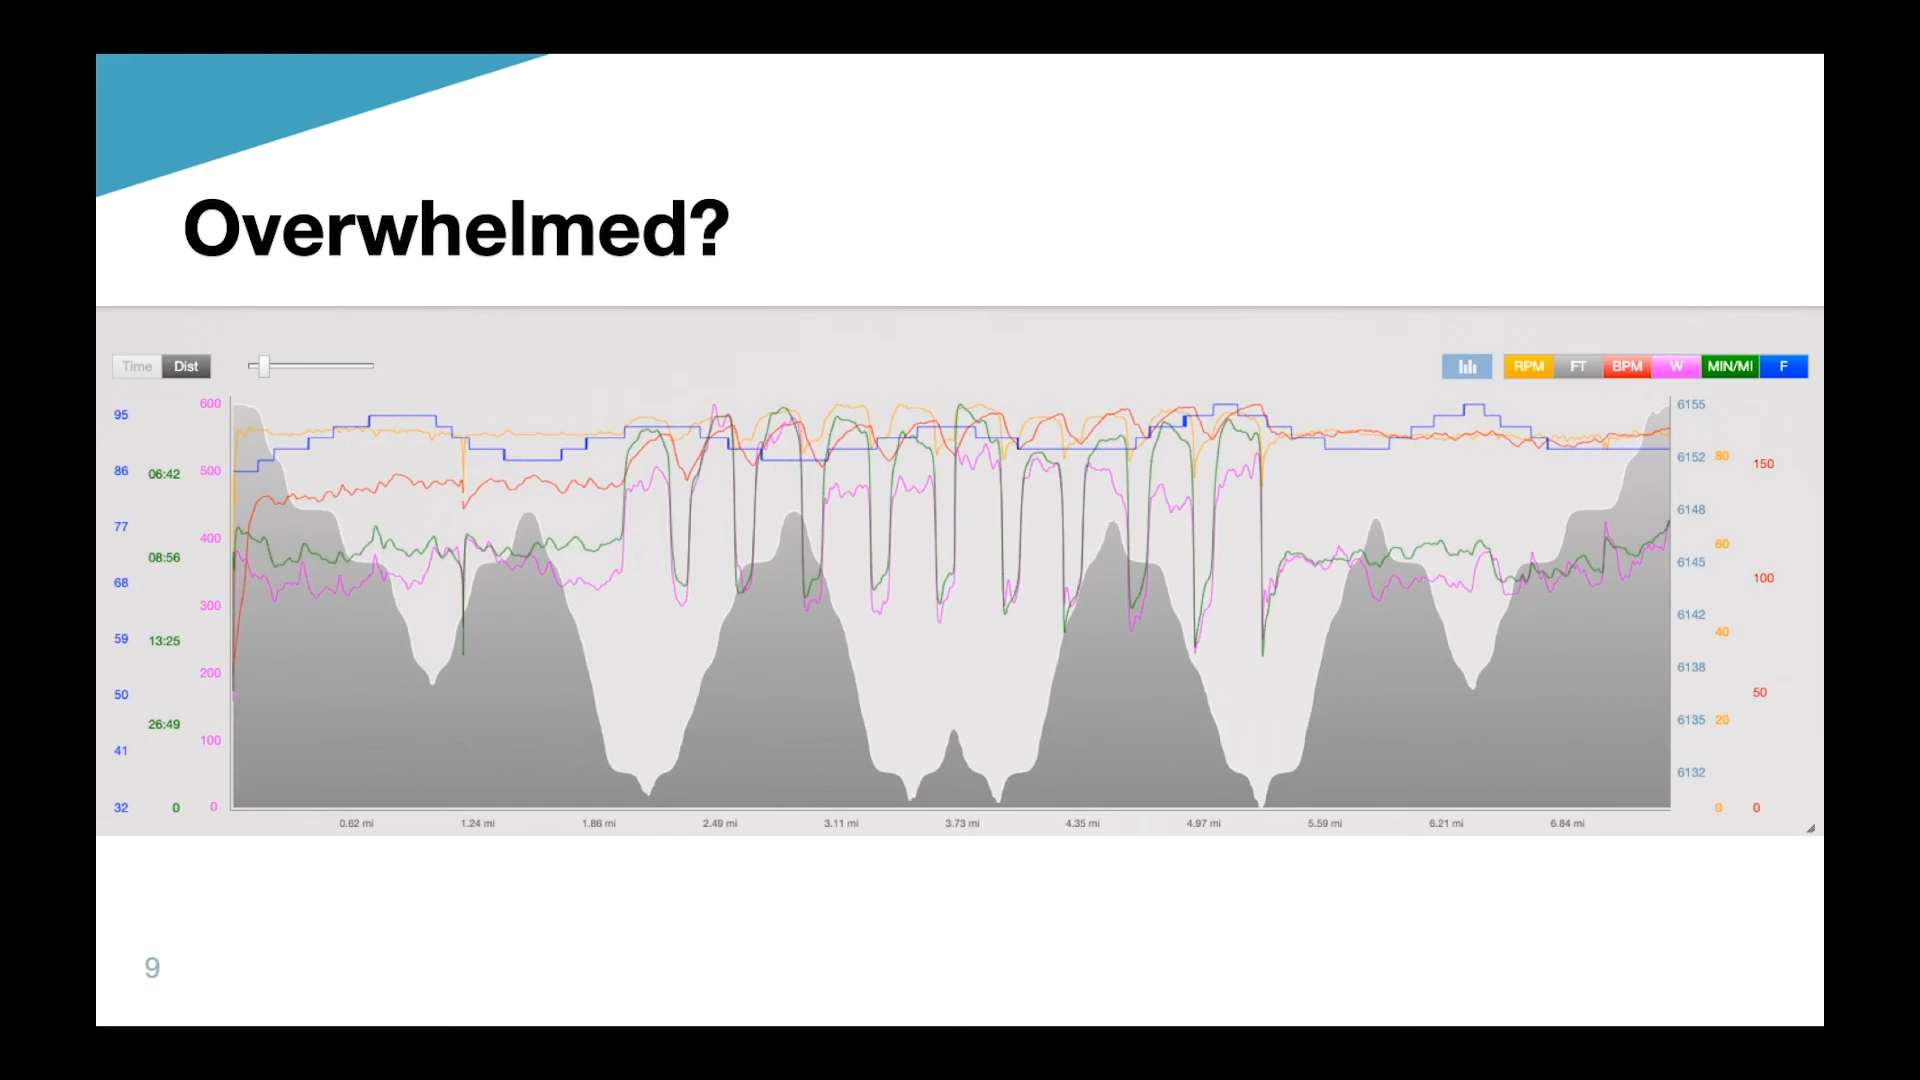 Overwhelmed?
Time Dist
RPM FT BPM W MIN/MI F
95 600 6155
86 06:42 500 6152 80 150
77 400 6148
08:56 6145 60
68 300 100
59 13:25 6142 40
50 200 6138 50
26:49 6135 20
41 100 6132
32 0 0 0 0
0.62 mi 1.24 mi 1.86 mi 2.49 mi 3.11 mi 3.73 mi 4.35 mi 4.97 mi 5.59 mi 6.21 mi 6.84 mi
9